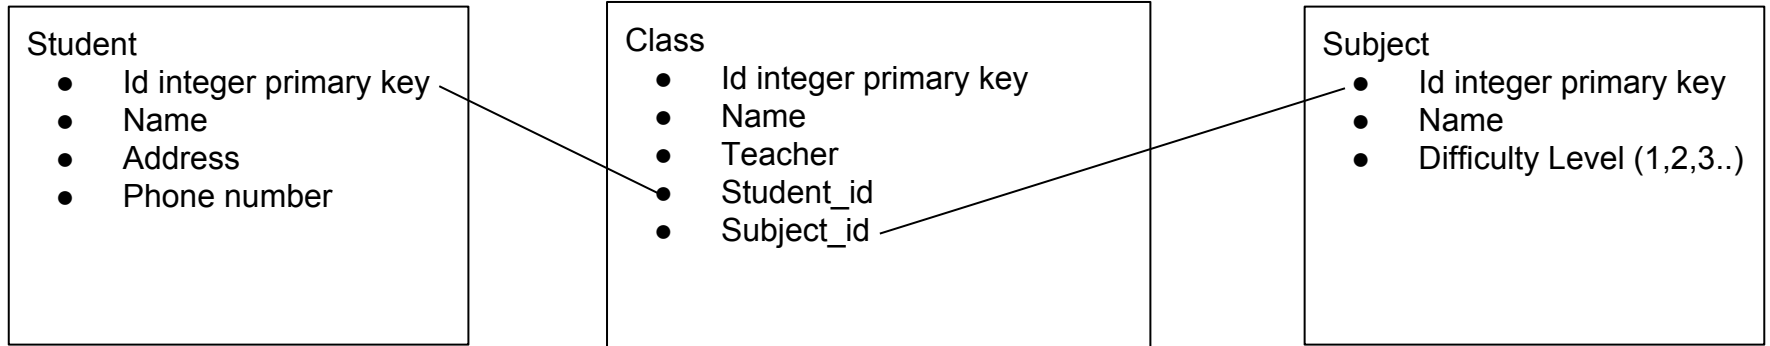 Student
● Id integer primary key
● Name
● Address
● Phone number
Class
● Id integer primary key
● Name
● Teacher
● Student_id
● Subject_id
Subject
● Id integer primary key
● Name
● Difficulty Level (1,2,3..)